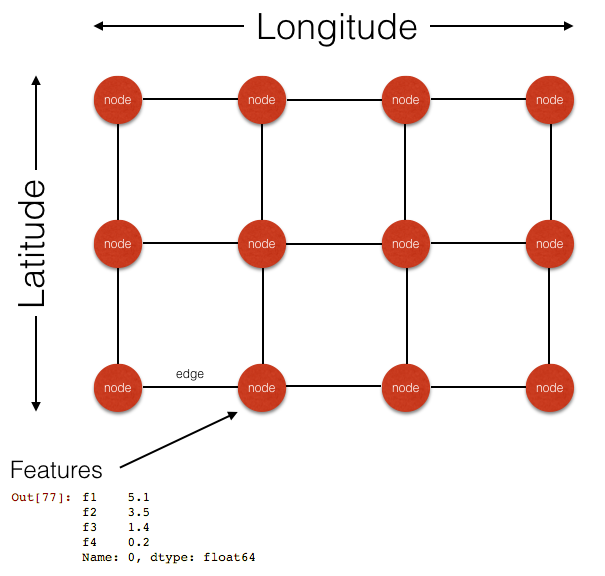 Longitude
node node node node
Latitude
node node node node
edge
node node node node
Features
Out[77]: f1    5.1
f2    3.5
f3    1.4
f4    0.2
Name: 0, dtype: float64